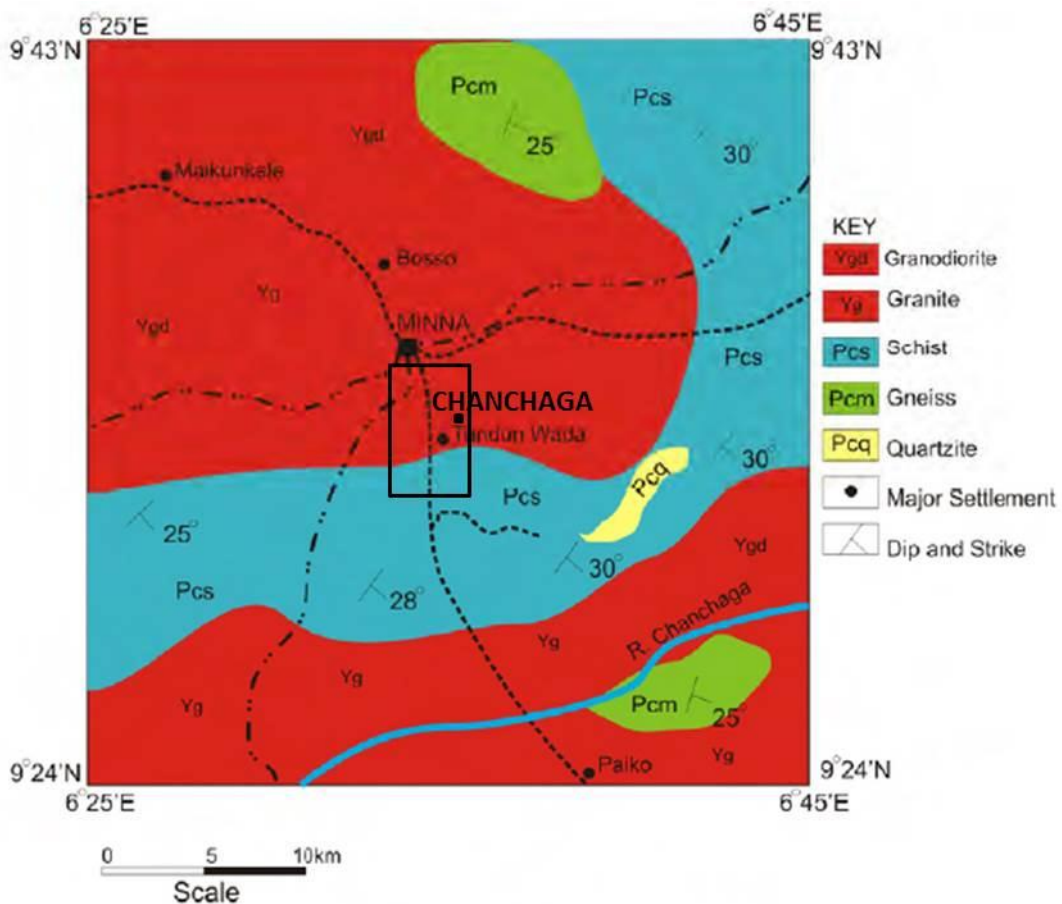 6°25'E
6°45'E
9°43'N
9°43'N
Pcm
Pcs
Ygd
25
30°
Maikunkele
KEY
Bosso
Ygd Granodiorite
Yg
Yg Granite
Ygd
MINNA
Pcs Schist
Pcs
CHANCHAGA
Pcm Gneiss
Tundun Wada
30°
Pcq Quartzite
Pcq
Pcs
Major Settlement
25°
Ygd
Dip and Strike
30°
Pcs
28°
R. Chanchaga
Yg
Yg
Yg
Pcm
25°
Yg
Paiko
9°24'N
9°24'N
6°25'E
6°45'E
0 5 10km
Scale